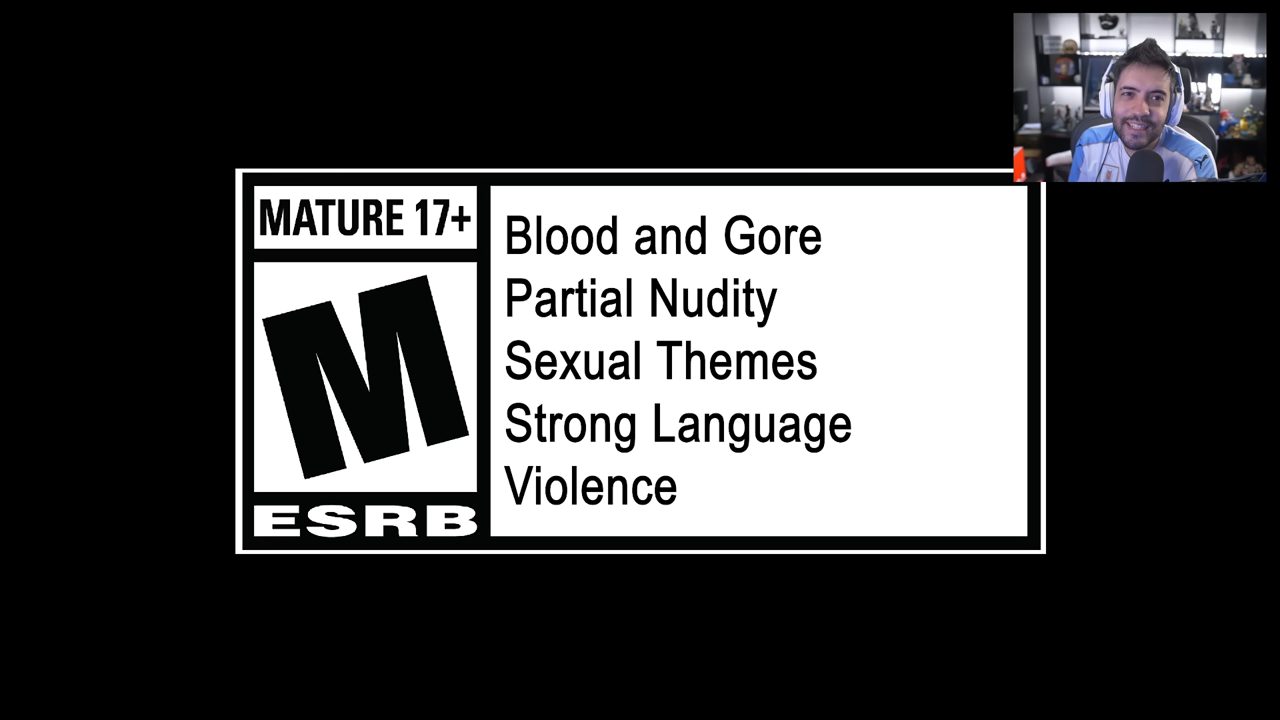 MATURE 17+
M
ESRB
Blood and Gore
Partial Nudity
Sexual Themes
Strong Language
Violence